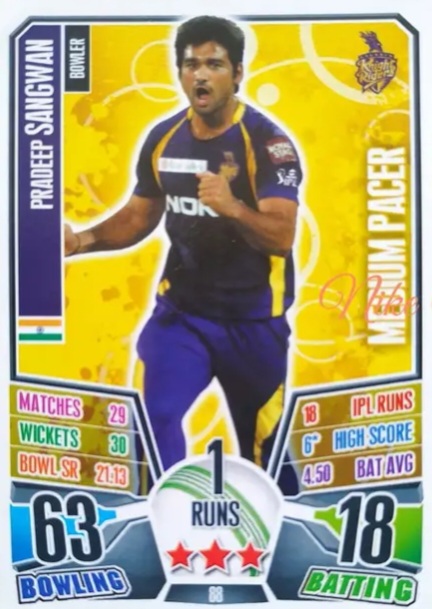 PRADEEP SANGWAN
BOWLER
MEDIUM PACER
NOK
MATCHES 29
WICKETS 30
BOWL SR 21.13
18 IPL RUNS
6* HIGH SCORE
4.50 BAT AVG
1
RUNS
63
BOWLING
18
BATTING
88